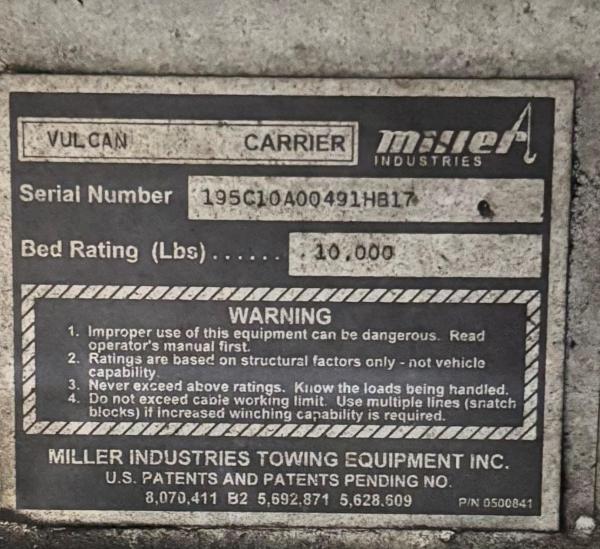 VULCAN CARRIER
miller
INDUSTRIES
Serial Number 195C10A00491HB17
Bed Rating (Lbs) ...... 10,000
WARNING
1. Improper use of this equipment can be dangerous. Read
operator's manual first.
2. Ratings are based on structural factors only - not vehicle
capability.
3. Never exceed above ratings. Know the loads being handled.
4. Do not exceed cable working limit. Use multiple lines (snatch
blocks) if increased winching capability is required.
MILLER INDUSTRIES TOWING EQUIPMENT INC.
U.S. PATENTS AND PATENTS PENDING NO.
8,070,411 B2 5,692,871 5,628,609 P/N 0500841